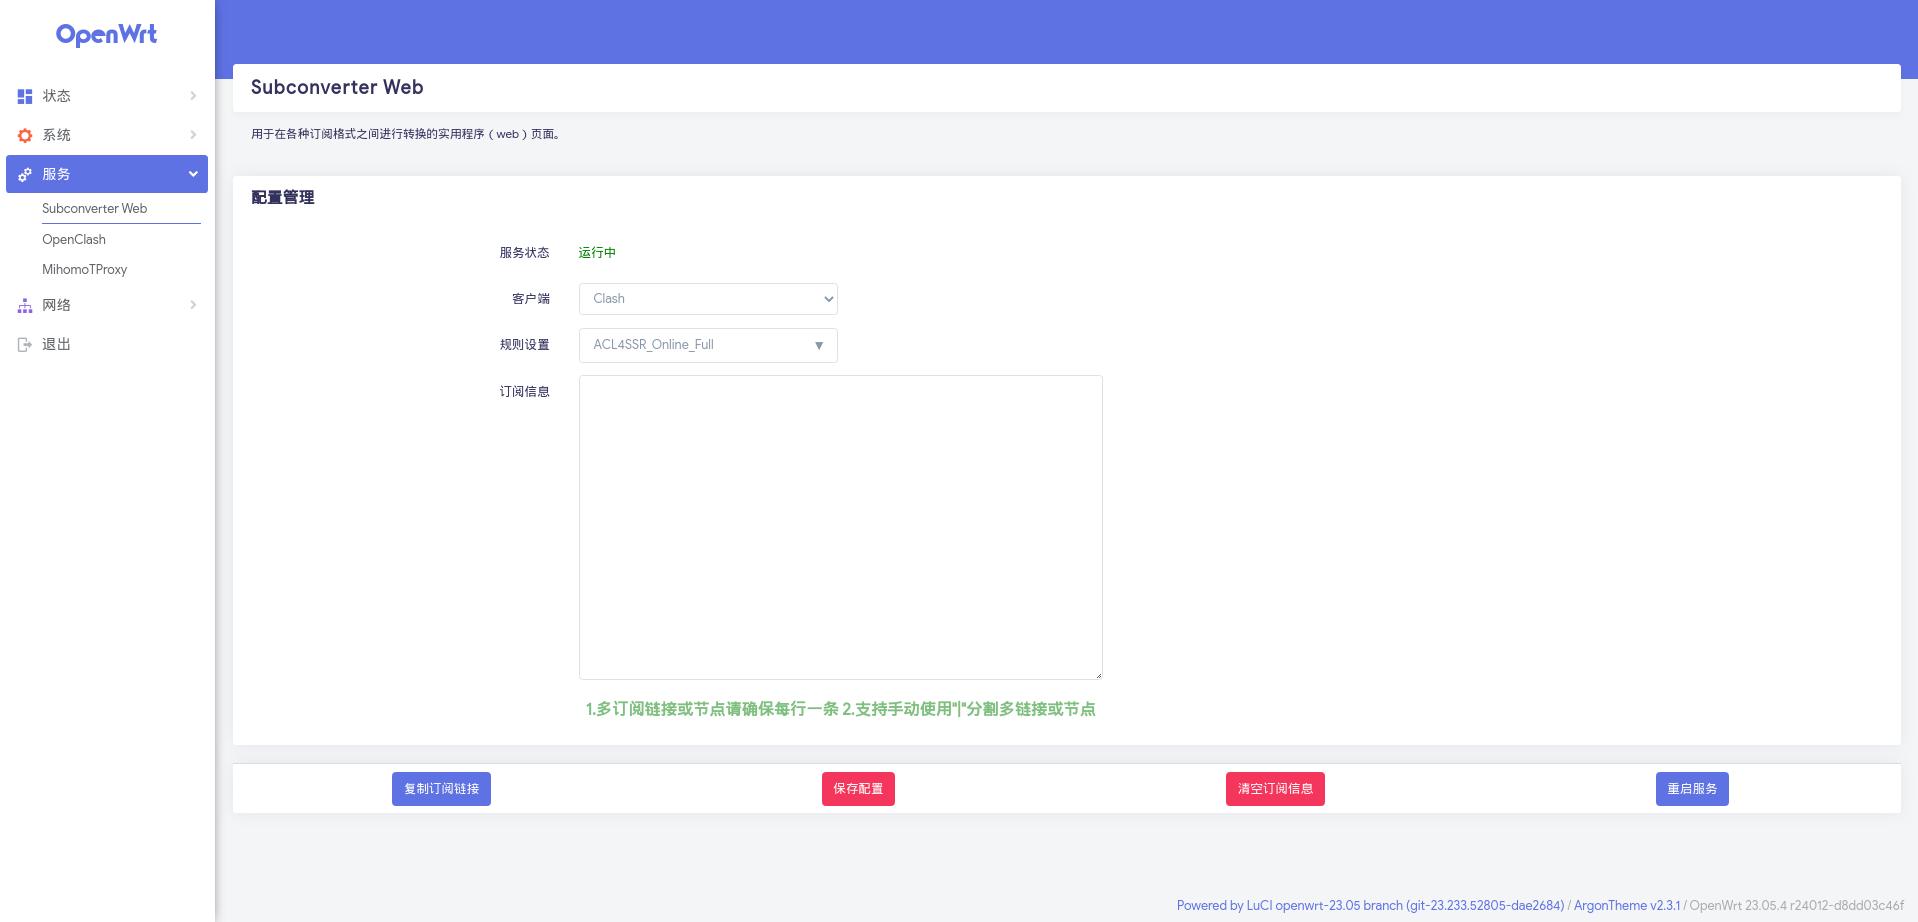 OpenWrt
状态
系统
服务
Subconverter Web
OpenClash
MihomoTProxy
网络
退出
Subconverter Web
用于在各种订阅格式之间进行转换的实用程序（web）页面。
配置管理
服务状态 运行中
客户端 Clash
规则设置 ACL4SSR_Online_Full ▼
订阅信息
1.多订阅链接或节点请确保每行一条 2.支持手动使用"|"分割多链接或节点
复制订阅链接 保存配置 清空订阅信息 重启服务
Powered by LuCI openwrt-23.05 branch (git-23.233.52805-dae2684) / ArgonTheme v2.3.1 / OpenWrt 23.05.4 r24012-d8dd03c46f